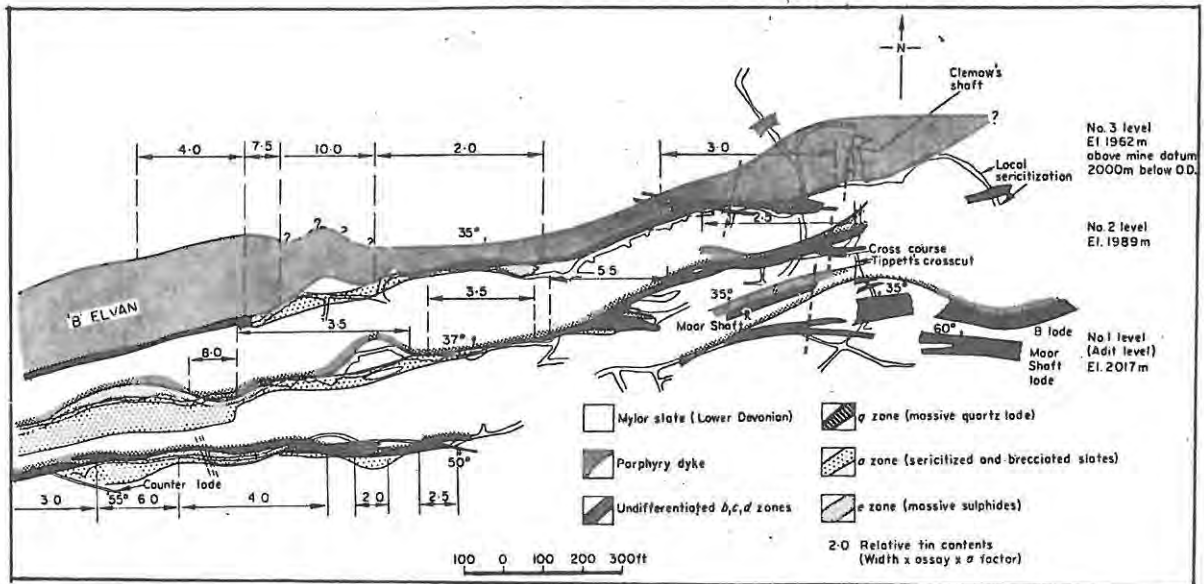 N
Clemow's
shaft
?
No. 3 level
El 1962m
above mine datum
2000m below O.D.
4.0
7.5
10.0
2.0
3.0
Local
sericitization
? ? ? ?
35°
2.5
No. 2 level
El. 1989m
'B' ELVAN
5.5
Cross course
Tippett's crosscut
3.5
35°
35°
3.5
Moor Shaft
B lode
8.0
37°
60°
Moor
Shaft
lode
No. 1 level
(Adit level)
El. 2017m
50°
Counter lode
3.0
55°
6.0
4.0
2.0
2.5
Mylor slate (Lower Devonian)
Porphyry dyke
Undifferentiated b,c,d zones
q zone (massive quartz lode)
a zone (sericitized and brecciated slates)
e zone (massive sulphides)
2.0 Relative tin contents
(Width x assay x a factor)
100 0 100 200 300ft